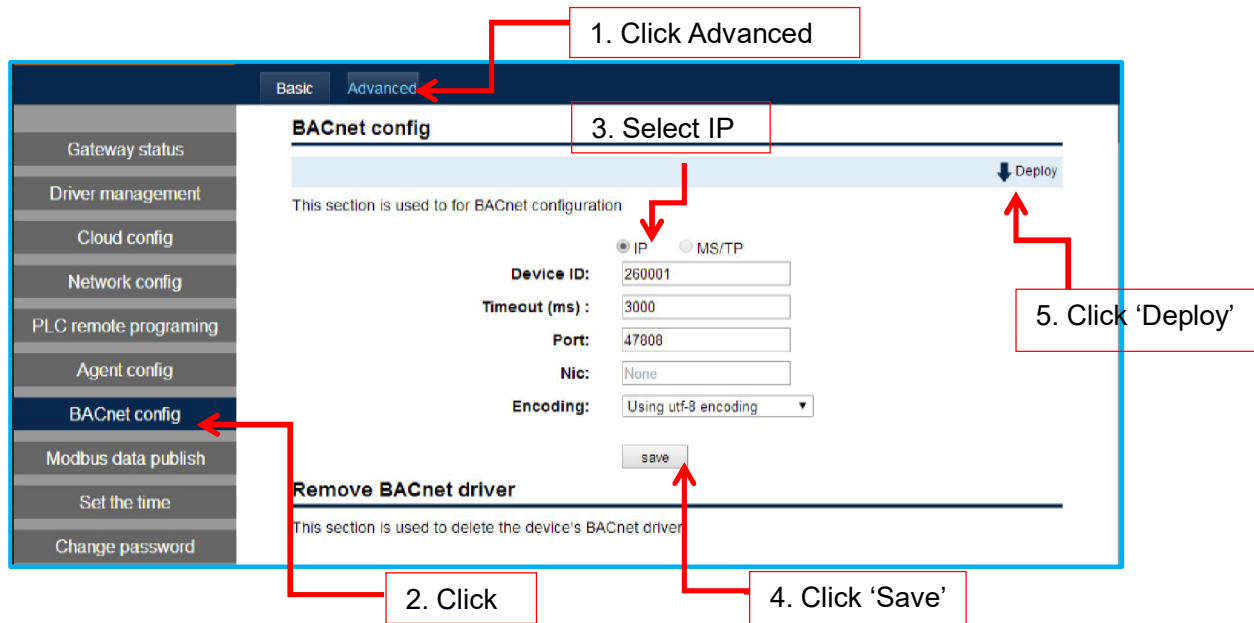 1. Click Advanced
Basic Advanced
BACnet config
3. Select IP
Deploy
This section is used to for BACnet configuration
IP MS/TP
Device ID: 260001
Timeout (ms) : 3000
Port: 47808
Nic: None
Encoding: Using utf-8 encoding
save
5. Click ‘Deploy’
Gateway status
Driver management
Cloud config
Network config
PLC remote programing
Agent config
BACnet config
Modbus data publish
Set the time
Change password
Remove BACnet driver
This section is used to delete the device's BACnet driver
2. Click
4. Click ‘Save’